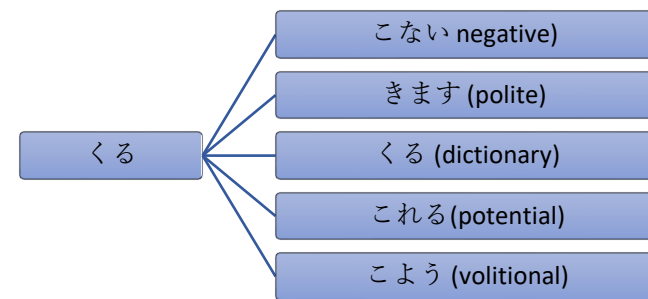 こない negative)
きます (polite)
くる
くる (dictionary)
これる(potential)
こよう (volitional)